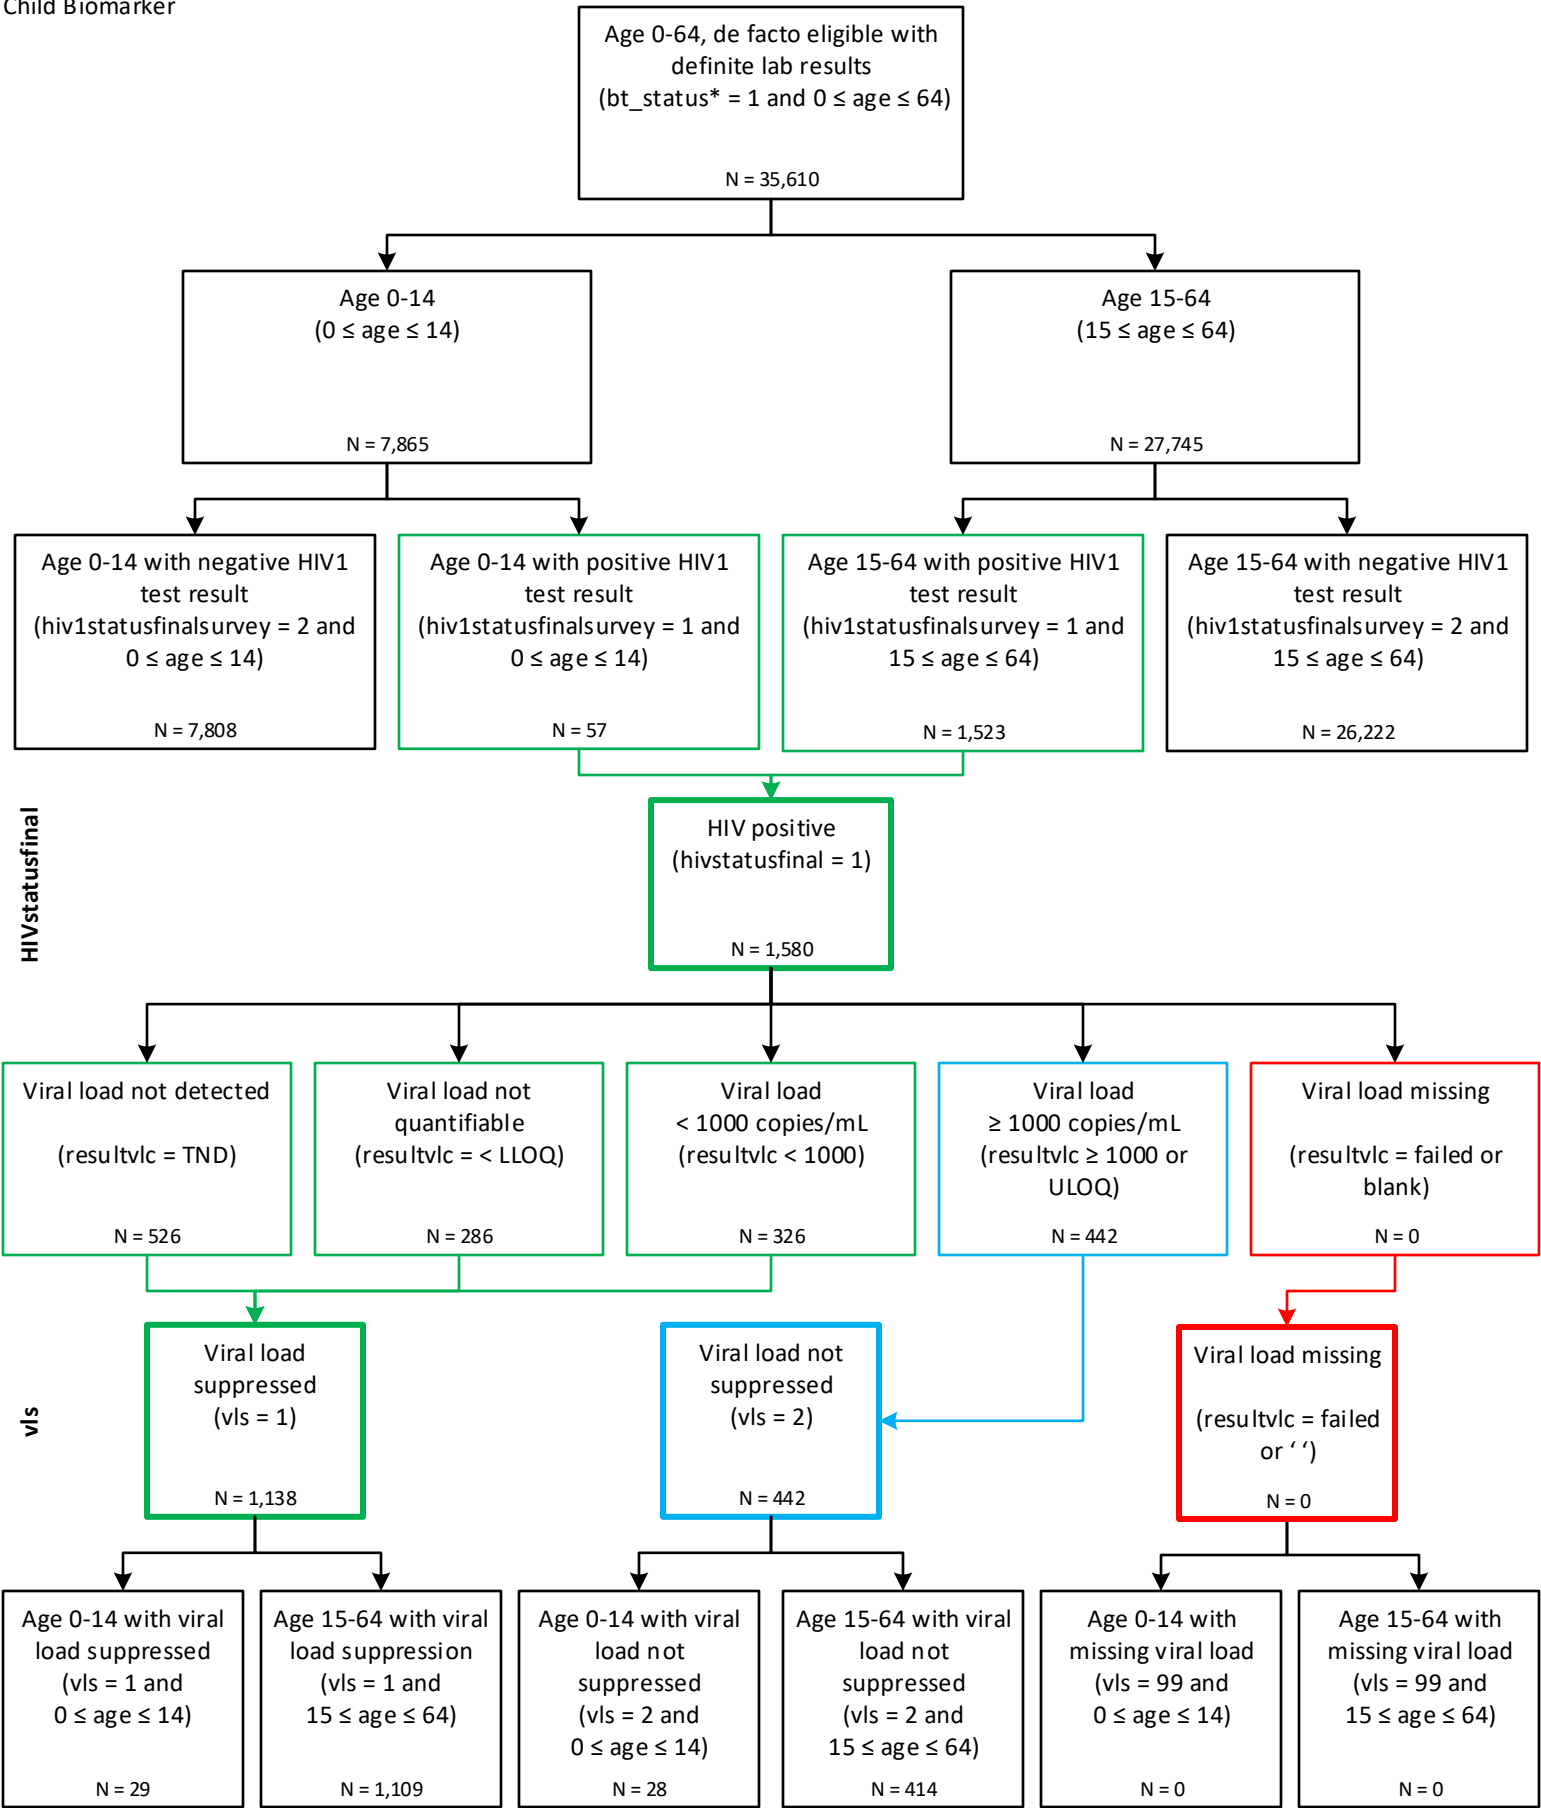 Child Biomarker
Age 0-64, de facto eligible with
definite lab results
(bt_status* = 1 and 0 ≤ age ≤ 64)
N = 35,610
Age 0-14
(0 ≤ age ≤ 14)
N = 7,865
Age 15-64
(15 ≤ age ≤ 64)
N = 27,745
Age 0-14 with negative HIV1
test result
(hiv1statusfinalsurvey = 2 and
0 ≤ age ≤ 14)
N = 7,808
Age 0-14 with positive HIV1
test result
(hiv1statusfinalsurvey = 1 and
0 ≤ age ≤ 14)
N = 57
Age 15-64 with positive HIV1
test result
(hiv1statusfinalsurvey = 1 and
15 ≤ age ≤ 64)
N = 1,523
Age 15-64 with negative HIV1
test result
(hiv1statusfinalsurvey = 2 and
15 ≤ age ≤ 64)
N = 26,222
HIVstatusfinal
HIV positive
(hivstatusfinal = 1)
N = 1,580
Viral load not detected
(resultvlc = TND)
N = 526
Viral load not
quantifiable
(resultvlc = < LLOQ)
N = 286
Viral load
< 1000 copies/mL
(resultvlc < 1000)
N = 326
Viral load
≥ 1000 copies/mL
(resultvlc ≥ 1000 or
ULOQ)
N = 442
Viral load missing
(resultvlc = failed or
blank)
N = 0
vls
Viral load
suppressed
(vls = 1)
N = 1,138
Viral load not
suppressed
(vls = 2)
N = 442
Viral load missing
(resultvlc = failed
or ‘ ‘)
N = 0
Age 0-14 with viral
load suppressed
(vls = 1 and
0 ≤ age ≤ 14)
N = 29
Age 15-64 with viral
load suppression
(vls = 1 and
15 ≤ age ≤ 64)
N = 1,109
Age 0-14 with viral
load not
suppressed
(vls = 2 and
0 ≤ age ≤ 14)
N = 28
Age 15-64 with viral
load not
suppressed
(vls = 2 and
15 ≤ age ≤ 64)
N = 414
Age 0-14 with
missing viral load
(vls = 99 and
0 ≤ age ≤ 14)
N = 0
Age 15-64 with
missing viral load
(vls = 99 and
15 ≤ age ≤ 64)
N = 0